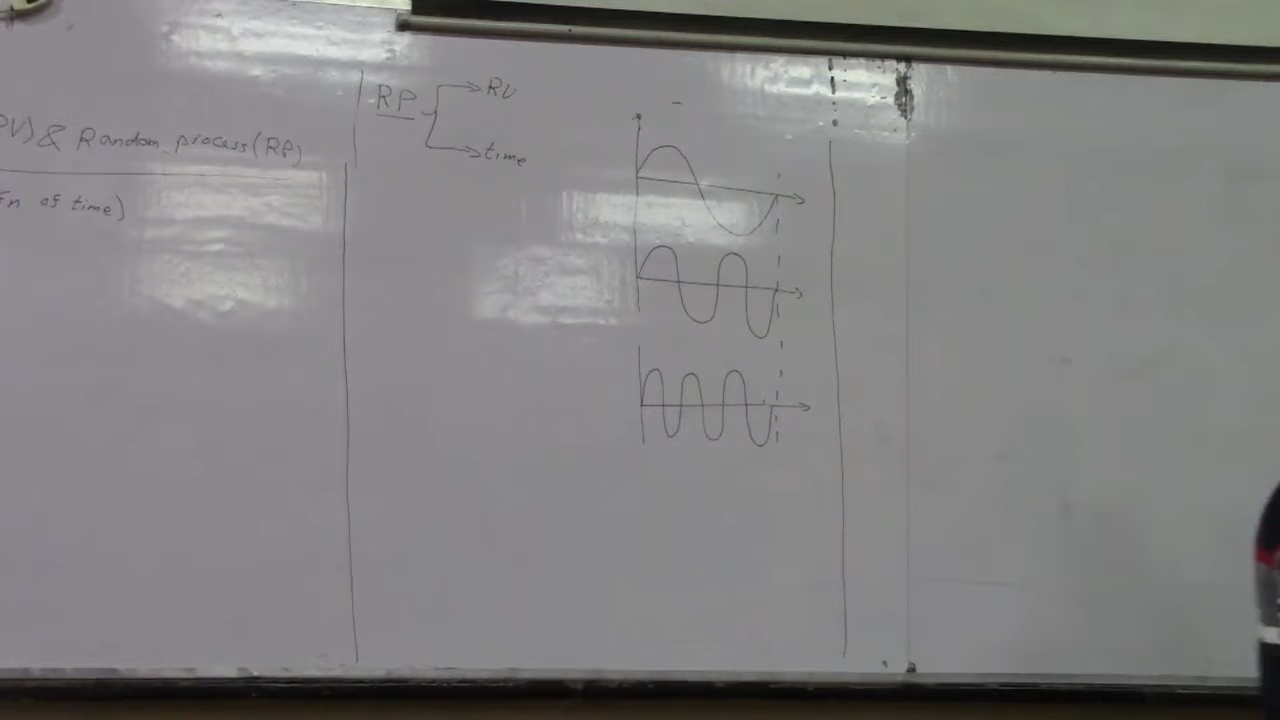 & Random process (RP)
of time)
RP
RV
time